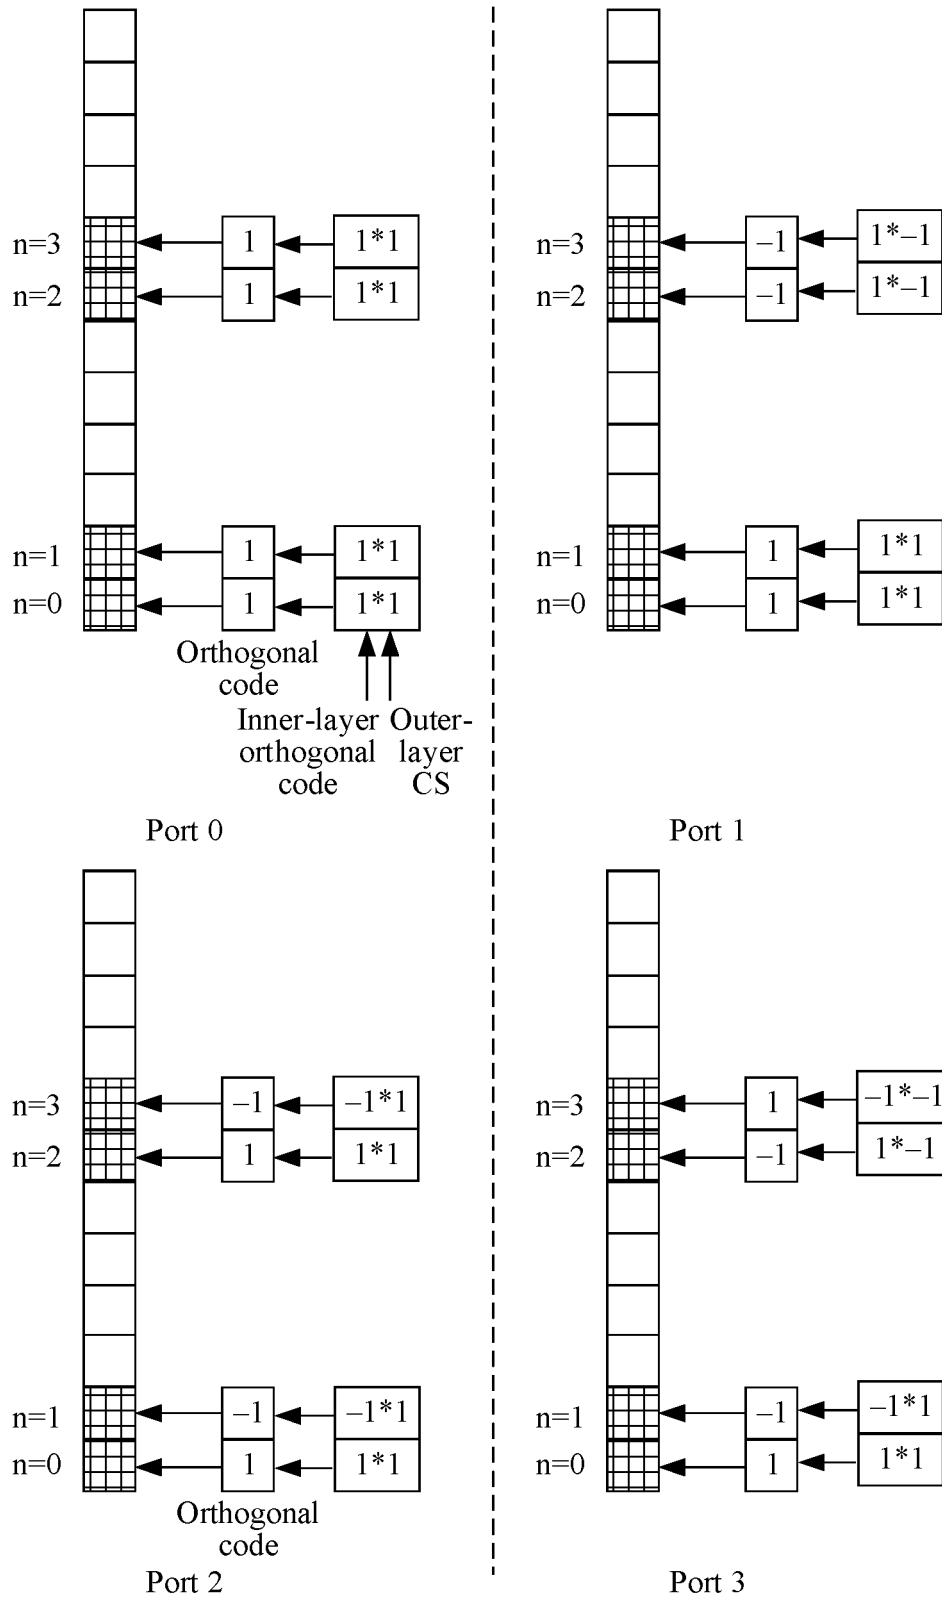 n=3 1 1*1
n=2 1 1*1
n=1 1 1*1
n=0 1 1*1
Orthogonal
code
Inner-layer
orthogonal
code
Outer-
layer
CS
Port 0
n=3 –1 1*–1
n=2 –1 1*–1
n=1 1 1*1
n=0 1 1*1
Port 1
n=3 –1 –1*1
n=2 1 1*1
n=1 –1 –1*1
n=0 1 1*1
Orthogonal
code
Port 2
n=3 1 –1*–1
n=2 –1 1*–1
n=1 –1 –1*1
n=0 1 1*1
Port 3